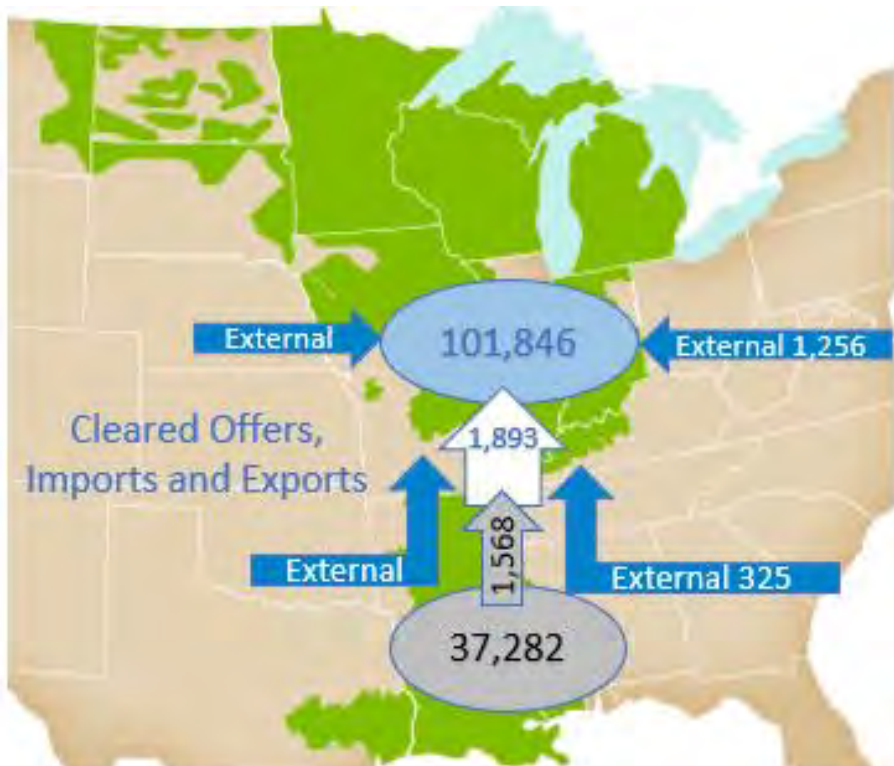 External
101,846
External 1,256
Cleared Offers,
Imports and Exports
1,893
1,568
External
External 325
37,282